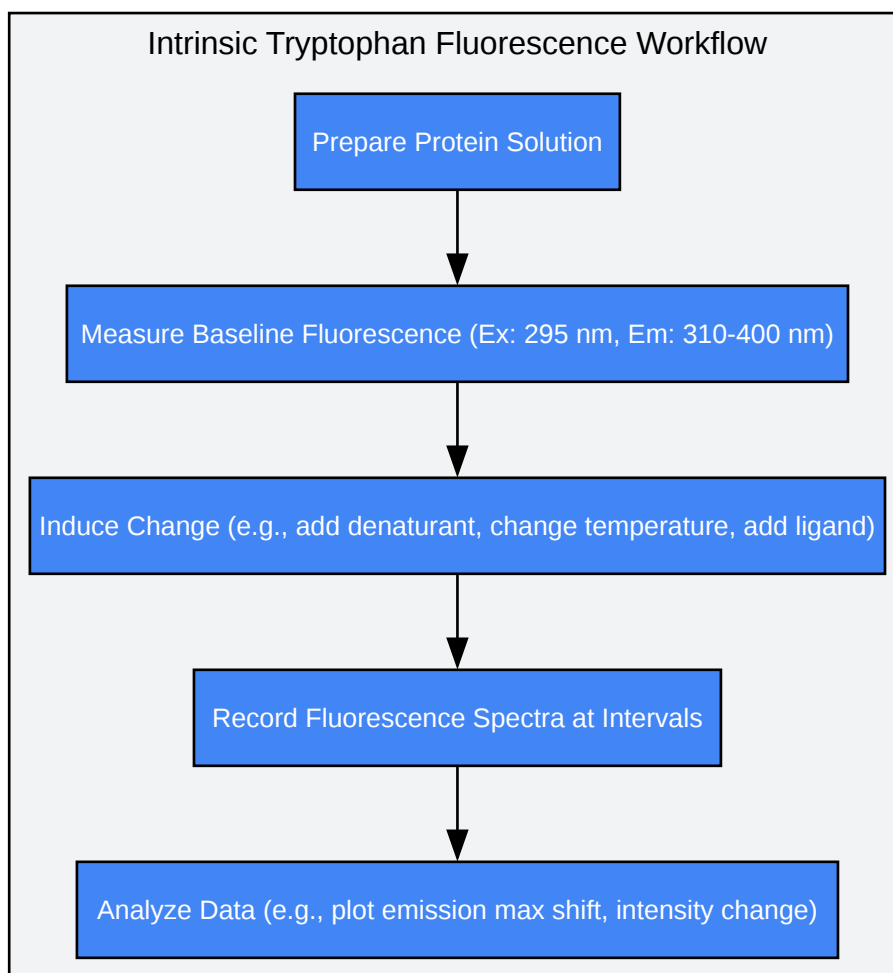 Intrinsic Tryptophan Fluorescence Workflow
Prepare Protein Solution
Measure Baseline Fluorescence (Ex: 295 nm, Em: 310-400 nm)
Induce Change (e.g., add denaturant, change temperature, add ligand)
Record Fluorescence Spectra at Intervals
Analyze Data (e.g., plot emission max shift, intensity change)